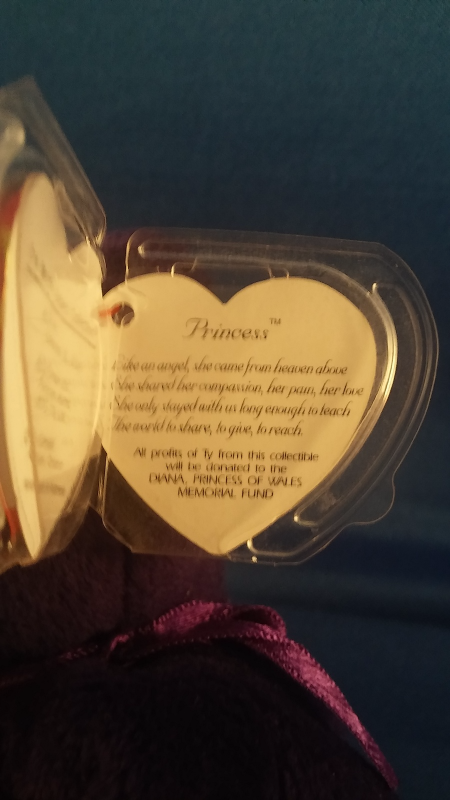 Princess™
Like an angel, she came from heaven above
She shared her compassion, her pain, her love
She only stayed with us long enough to teach
The world to share, to give, to reach.
All profits of Ty from this collectible
will be donated to the
DIANA, PRINCESS OF WALES
MEMORIAL FUND